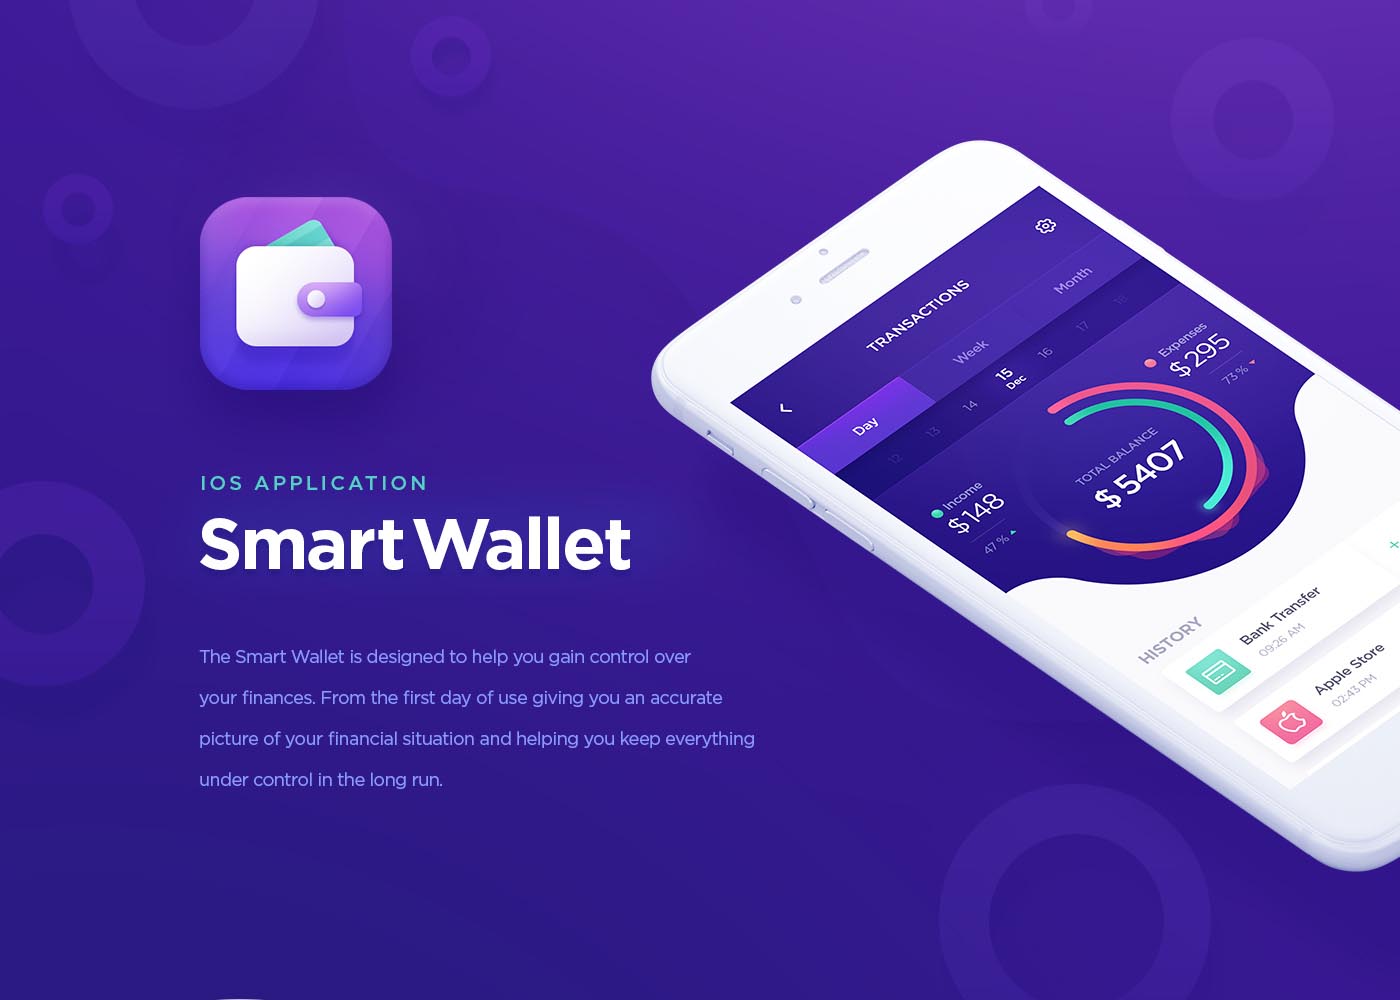 IOS APPLICATION
Smart Wallet
The Smart Wallet is designed to help you gain control over
your finances. From the first day of use giving you an accurate
picture of your financial situation and helping you keep everything
under control in the long run.
TRANSACTIONS
Day
Week
Month
12
13
14
15
Dec
16
17
18
Income
$148
47 %
Expenses
$295
73 %
TOTAL BALANCE
$5407
HISTORY
Bank Transfer
09:26 AM
+
Apple Store
02:43 PM